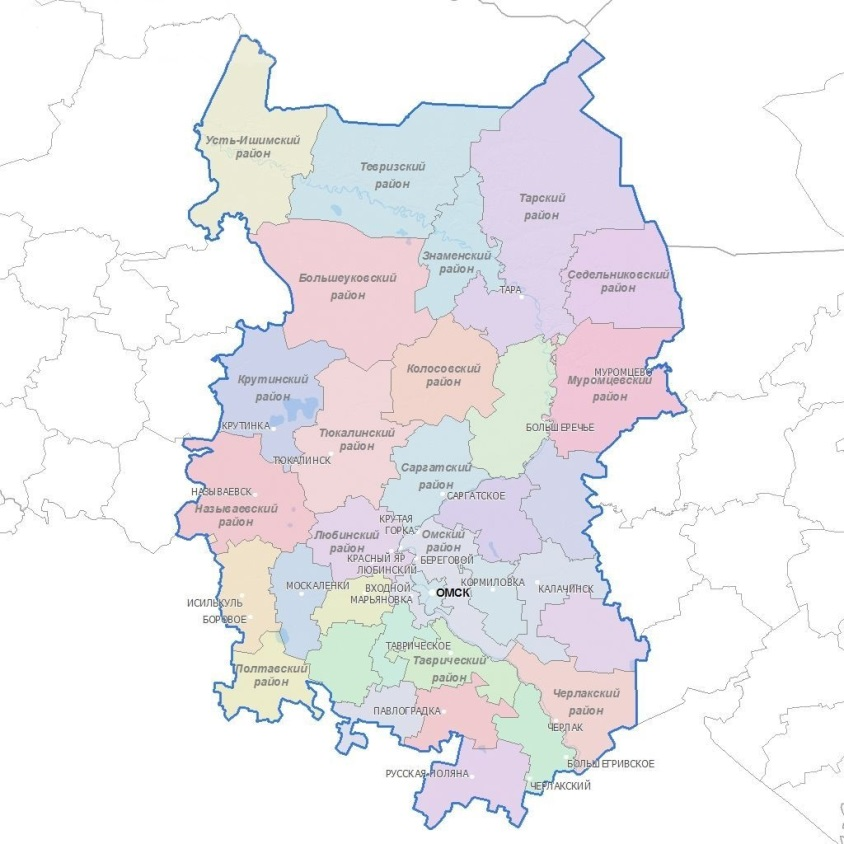 Усть-Ишимский
район
Тевризский
район
Тарский
район
Знаменский
район
Седельниковский
район
Большеуковский
район
ТАРА
Крутинский
район
Колосовский
район
МУРОМЦЕВО
Муромцевский
район
КРУТИНКА
Тюкалинский
район
БОЛЬШЕРЕЧЬЕ
ТЮКАЛИНСК
Саргатский
район
НАЗЫВАЕВСК
САРГАТСКОЕ
Называевский
район
КРУТАЯ
ГОРКА
Любинский
район
Омский
район
КРАСНЫЙ ЯР
БЕРЕГОВОЙ
ЛЮБИНСКИЙ
МОСКАЛЕНКИ
ВХОДНОЙ
КОРМИЛОВКА
КАЛАЧИНСК
ОМСК
МАРЬЯНОВКА
ИСИЛЬКУЛЬ
БОРОВОЕ
ТАВРИЧЕСКОЕ
Таврический
район
Полтавский
район
Черлакский
район
ПАВЛОГРАДКА
ЧЕРЛАК
БОЛЬШЕГРИВСКОЕ
РУССКАЯ ПОЛЯНА
ЧЕРЛАКСКИЙ